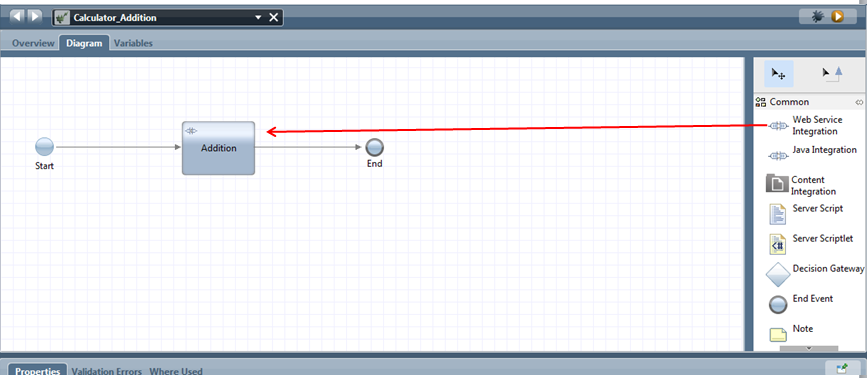 Calculator_Addition
Overview Diagram Variables
Common
Web Service
Integration
Java Integration
Content
Integration
Server Script
Server Scriptlet
Decision Gateway
End Event
Note
Start
Addition
End
Properties Validation Errors Where Used